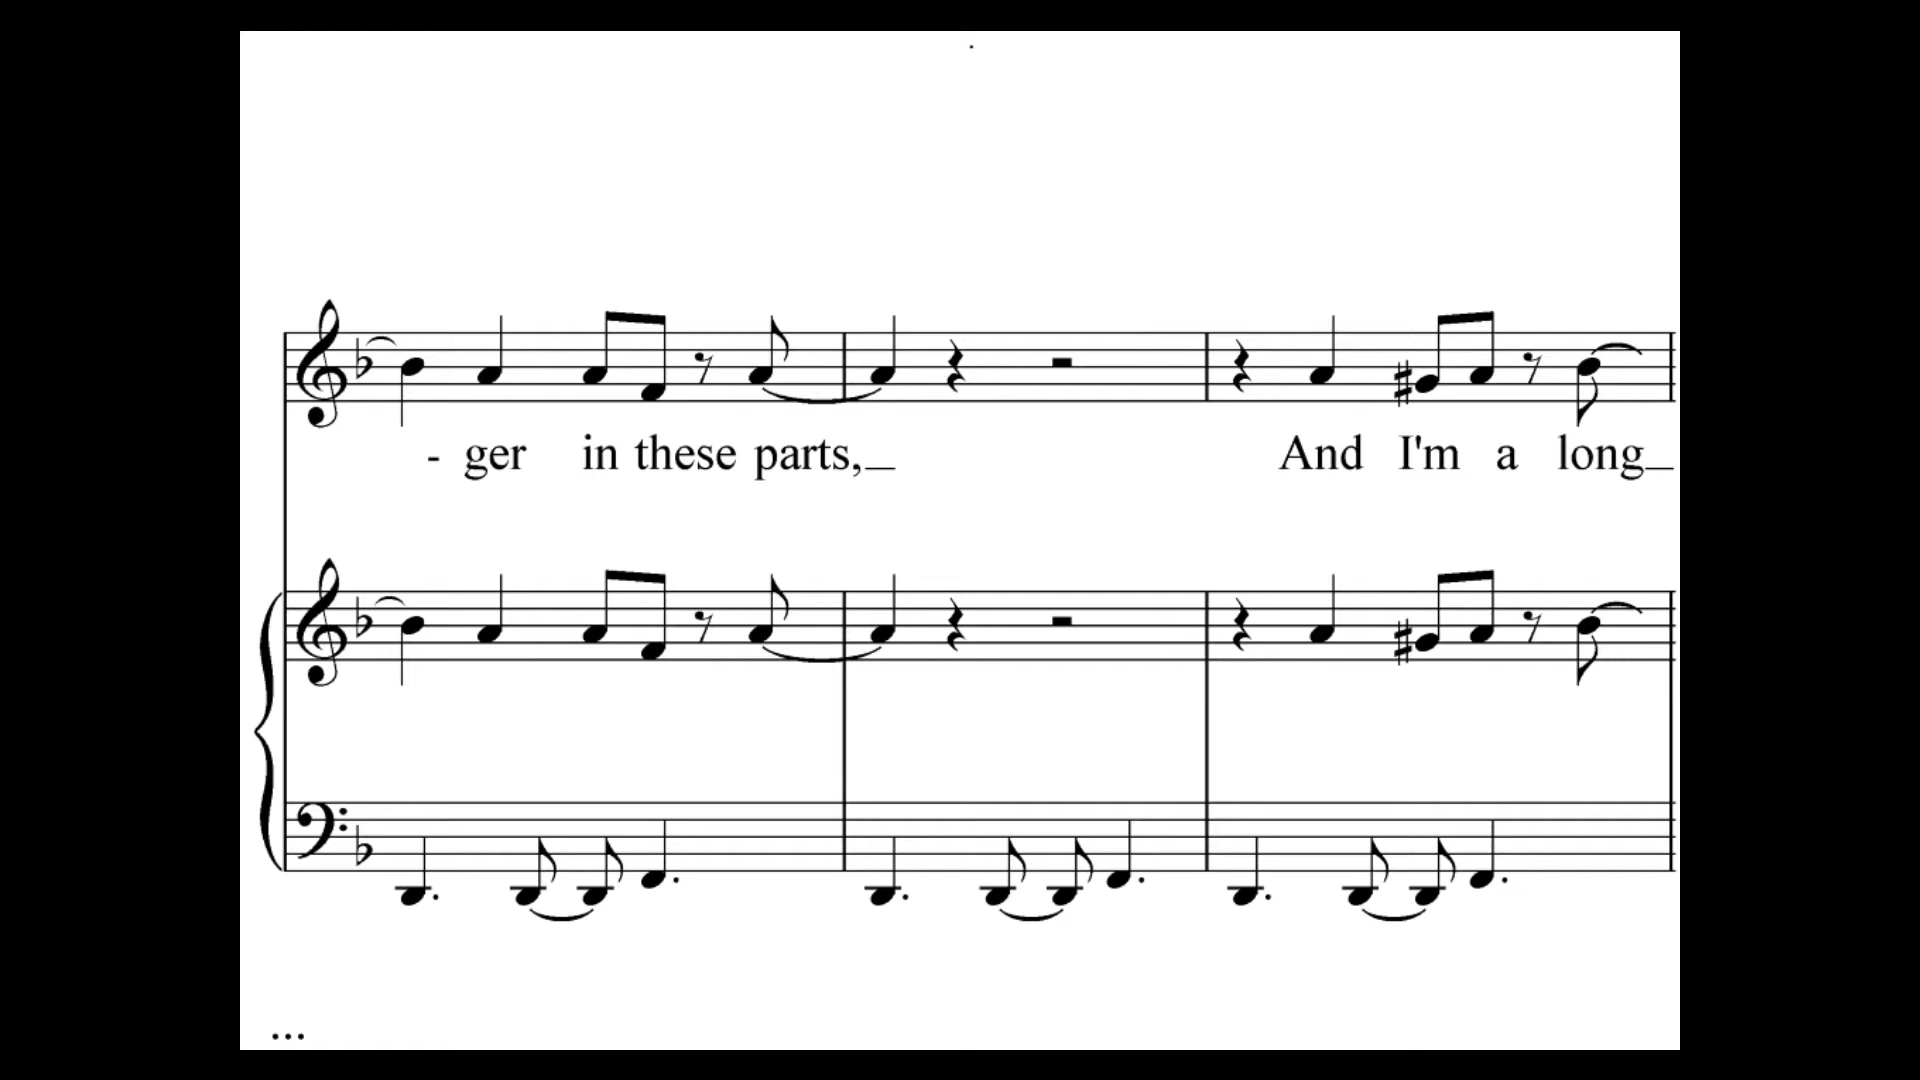 - ger in these parts,_ And I'm a long_
...